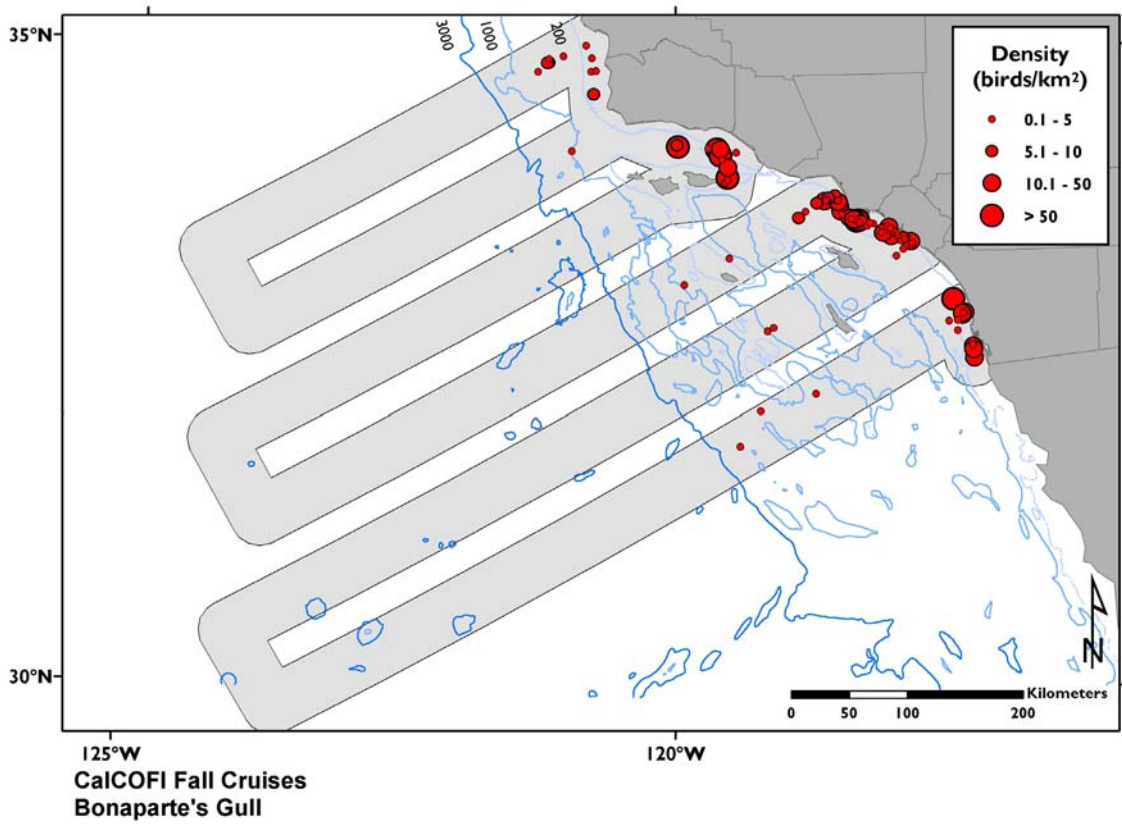 35°N
3000
1000
200
Density
(birds/km²)
0.1 - 5
5.1 - 10
10.1 - 50
> 50
30°N
N
Kilometers
0 50 100 200
125°W
120°W
CalCOFI Fall Cruises
Bonaparte's Gull